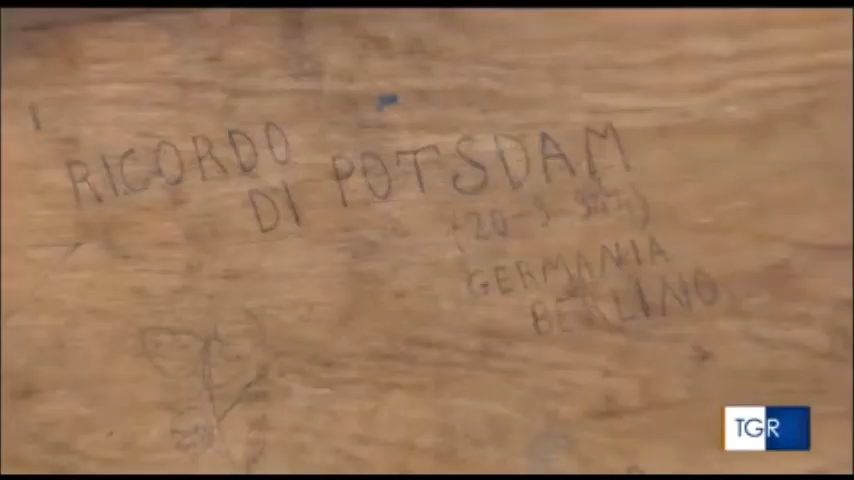 RICORDO
DI POTSDAM
GERMANIA
BERLINO
TGR